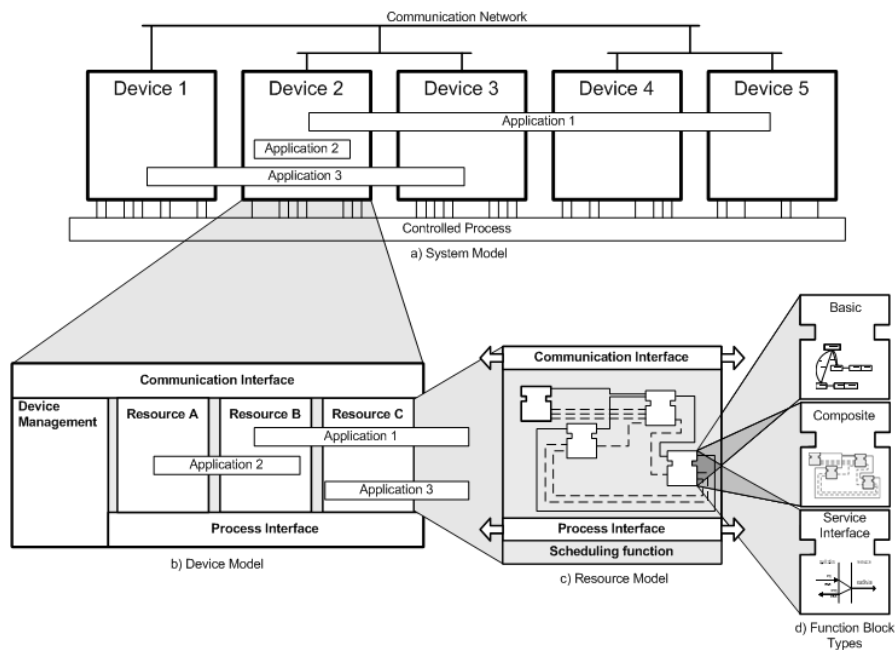 Communication Network
Device 1
Device 2
Device 3
Device 4
Device 5
Application 1
Application 2
Application 3
Controlled Process
a) System Model
Communication Interface
Device
Management
Resource A
Resource B
Resource C
Application 1
Application 2
Application 3
Process Interface
b) Device Model
Communication Interface
Process Interface
Scheduling function
c) Resource Model
Basic
Composite
Service
Interface
d) Function Block
Types